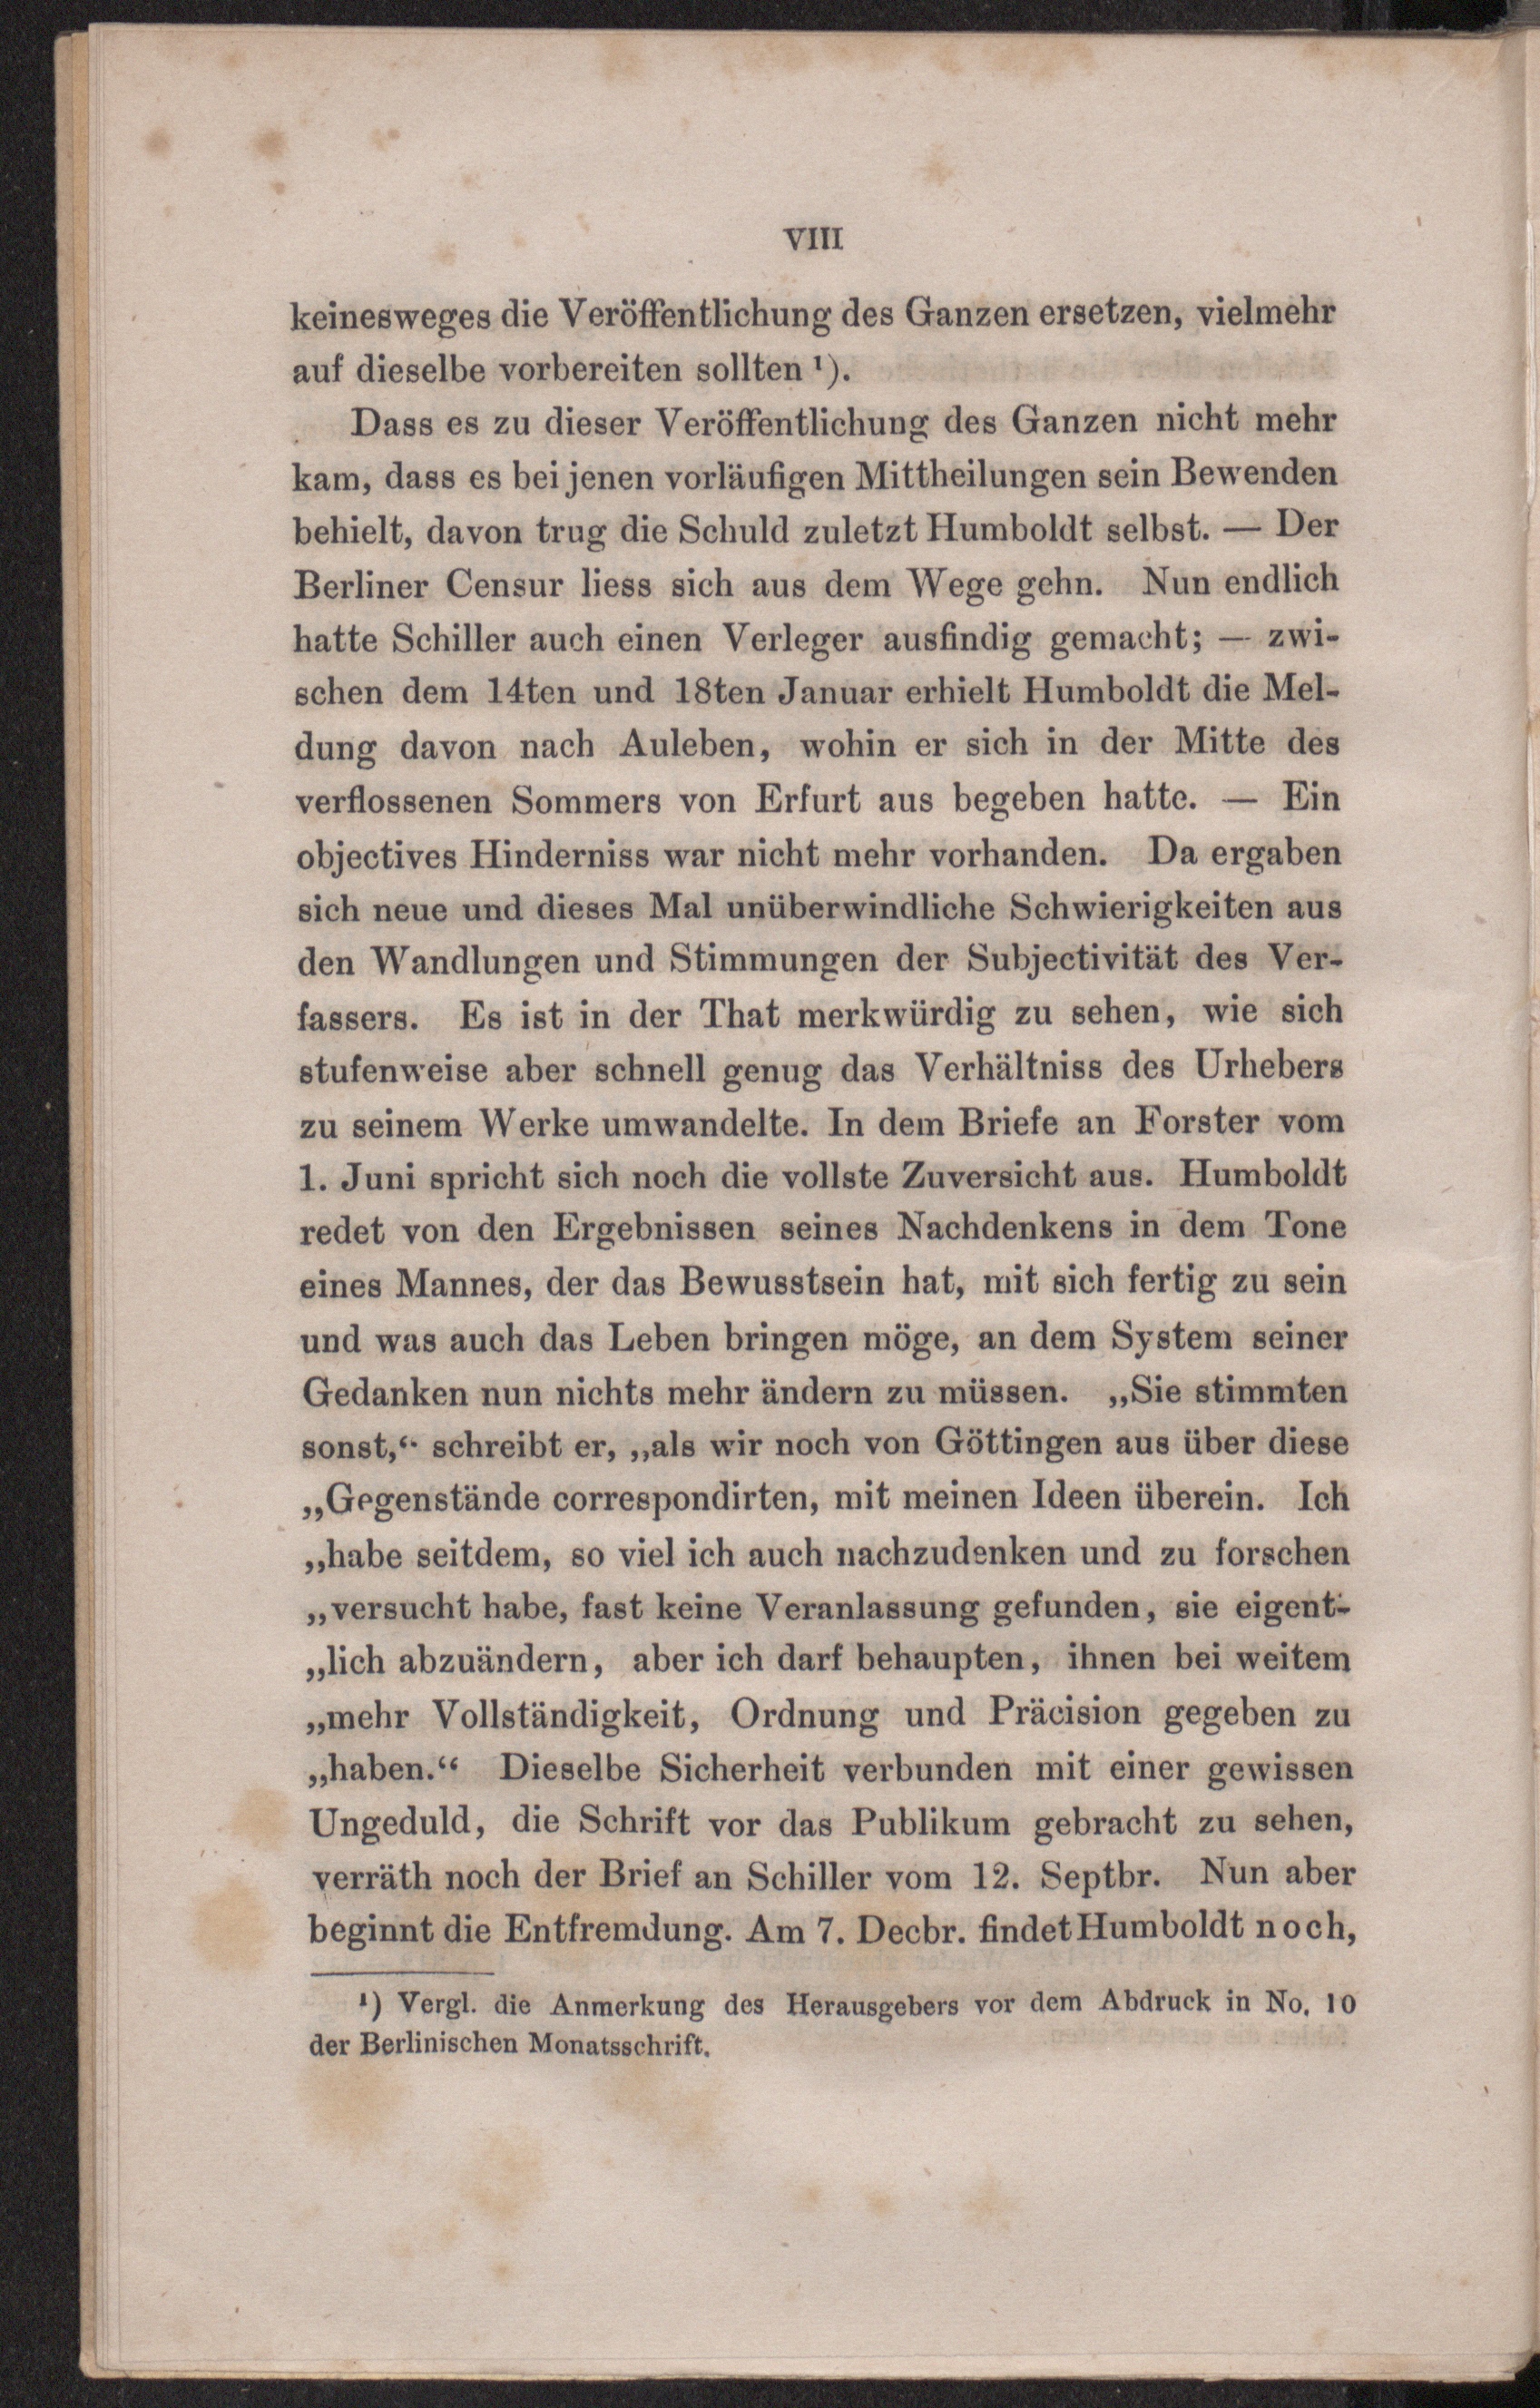 VIII
keinesweges die Veröffentlichung des Ganzen ersetzen, vielmehr
auf dieselbe vorbereiten sollten ¹).
Dass es zu dieser Veröffentlichung des Ganzen nicht mehr
kam, dass es bei jenen vorläufigen Mittheilungen sein Bewenden
behielt, davon trug die Schuld zuletzt Humboldt selbst. — Der
Berliner Censur liess sich aus dem Wege gehn. Nun endlich
hatte Schiller auch einen Verleger ausfindig gemacht; — zwi-
schen dem 14ten und 18ten Januar erhielt Humboldt die Mel-
dung davon nach Auleben, wohin er sich in der Mitte des
verflossenen Sommers von Erfurt aus begeben hatte. — Ein
objectives Hinderniss war nicht mehr vorhanden. Da ergaben
sich neue und dieses Mal unüberwindliche Schwierigkeiten aus
den Wandlungen und Stimmungen der Subjectivität des Ver-
fassers. Es ist in der That merkwürdig zu sehen, wie sich
stufenweise aber schnell genug das Verhältniss des Urhebers
zu seinem Werke umwandelte. In dem Briefe an Forster vom
1. Juni spricht sich noch die vollste Zuversicht aus. Humboldt
redet von den Ergebnissen seines Nachdenkens in dem Tone
eines Mannes, der das Bewusstsein hat, mit sich fertig zu sein
und was auch das Leben bringen möge, an dem System seiner
Gedanken nun nichts mehr ändern zu müssen. „Sie stimmten
sonst,“ schreibt er, „als wir noch von Göttingen aus über diese
„Gegenstände correspondirten, mit meinen Ideen überein. Ich
„habe seitdem, so viel ich auch nachzudenken und zu forschen
„versucht habe, fast keine Veranlassung gefunden, sie eigent-
„lich abzuändern, aber ich darf behaupten, ihnen bei weitem
„mehr Vollständigkeit, Ordnung und Präcision gegeben zu
„haben.“ Dieselbe Sicherheit verbunden mit einer gewissen
Ungeduld, die Schrift vor das Publikum gebracht zu sehen,
verräth noch der Brief an Schiller vom 12. Septbr. Nun aber
beginnt die Entfremdung. Am 7. Decbr. findet Humboldt noch,
¹) Vergl. die Anmerkung des Herausgebers vor dem Abdruck in No. 10
der Berlinischen Monatsschrift.